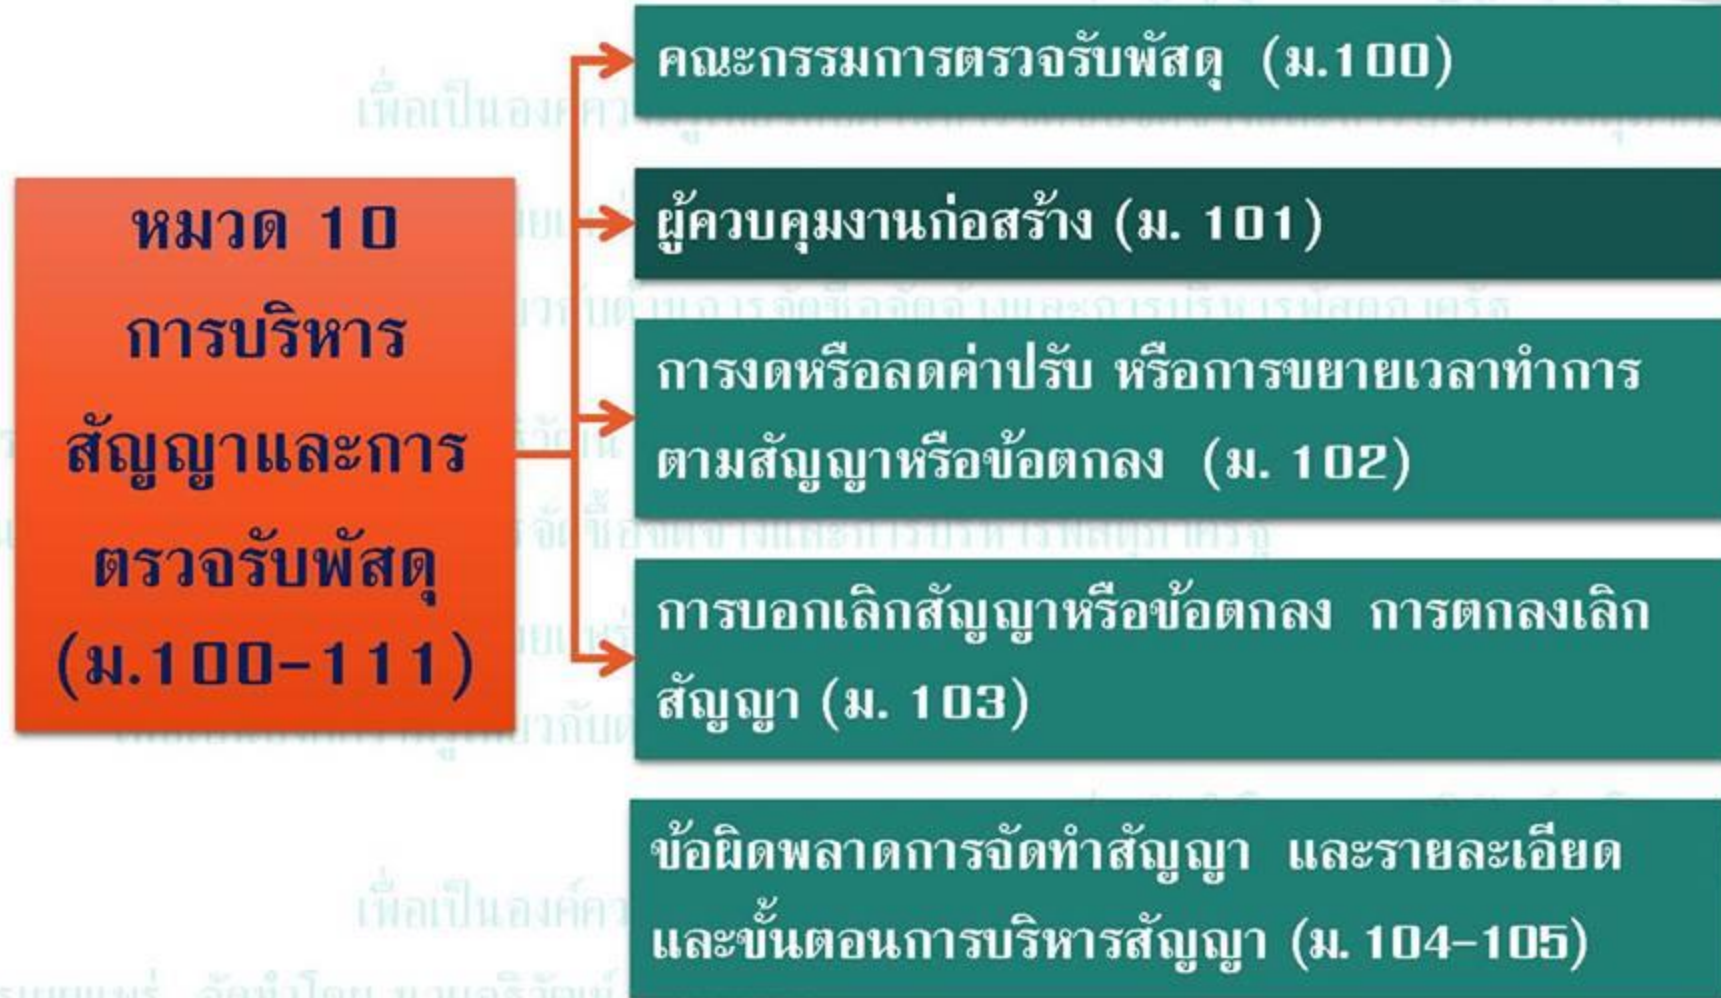 หมวด 10
การบริหาร
สัญญาและการ
ตรวจรับพัสดุ
(ม.100-111)
คณะกรรมการตรวจรับพัสดุ (ม.100)
ผู้ควบคุมงานก่อสร้าง (ม. 101)
การงดหรือลดค่าปรับ หรือการขยายเวลาทำการ
ตามสัญญาหรือข้อตกลง (ม. 102)
การบอกเลิกสัญญาหรือข้อตกลง การตกลงเลิก
สัญญา (ม. 103)
ข้อผิดพลาดการจัดทำสัญญา และรายละเอียด
และขั้นตอนการบริหารสัญญา (ม. 104-105)